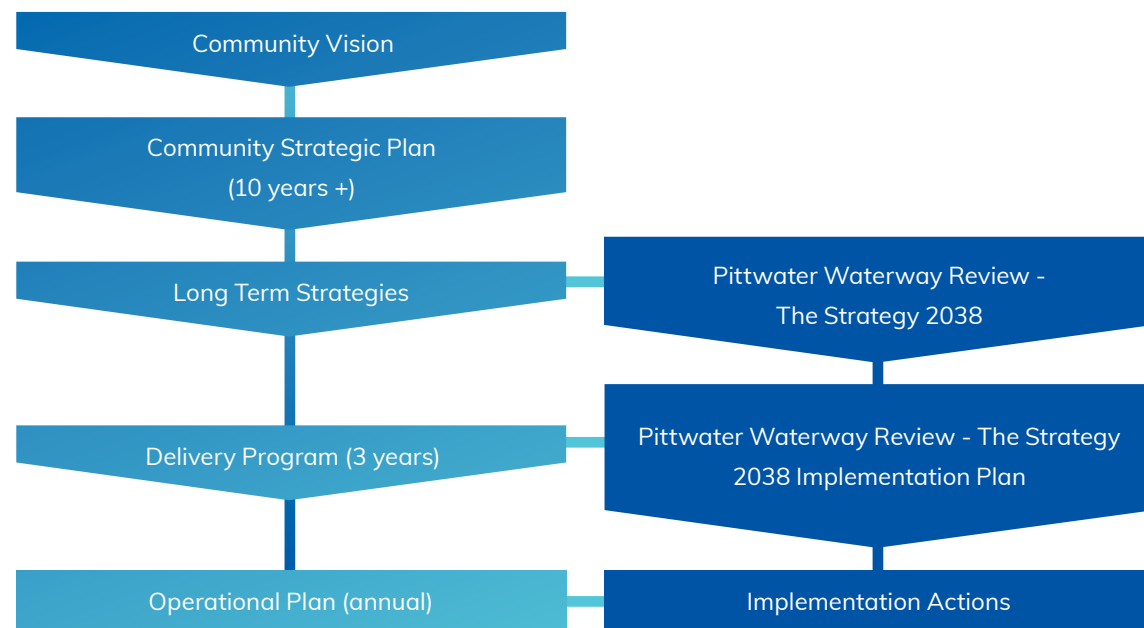 Community Vision
Community Strategic Plan
(10 years +)
Long Term Strategies
Pittwater Waterway Review -
The Strategy 2038
Delivery Program (3 years)
Pittwater Waterway Review - The Strategy
2038 Implementation Plan
Operational Plan (annual)
Implementation Actions